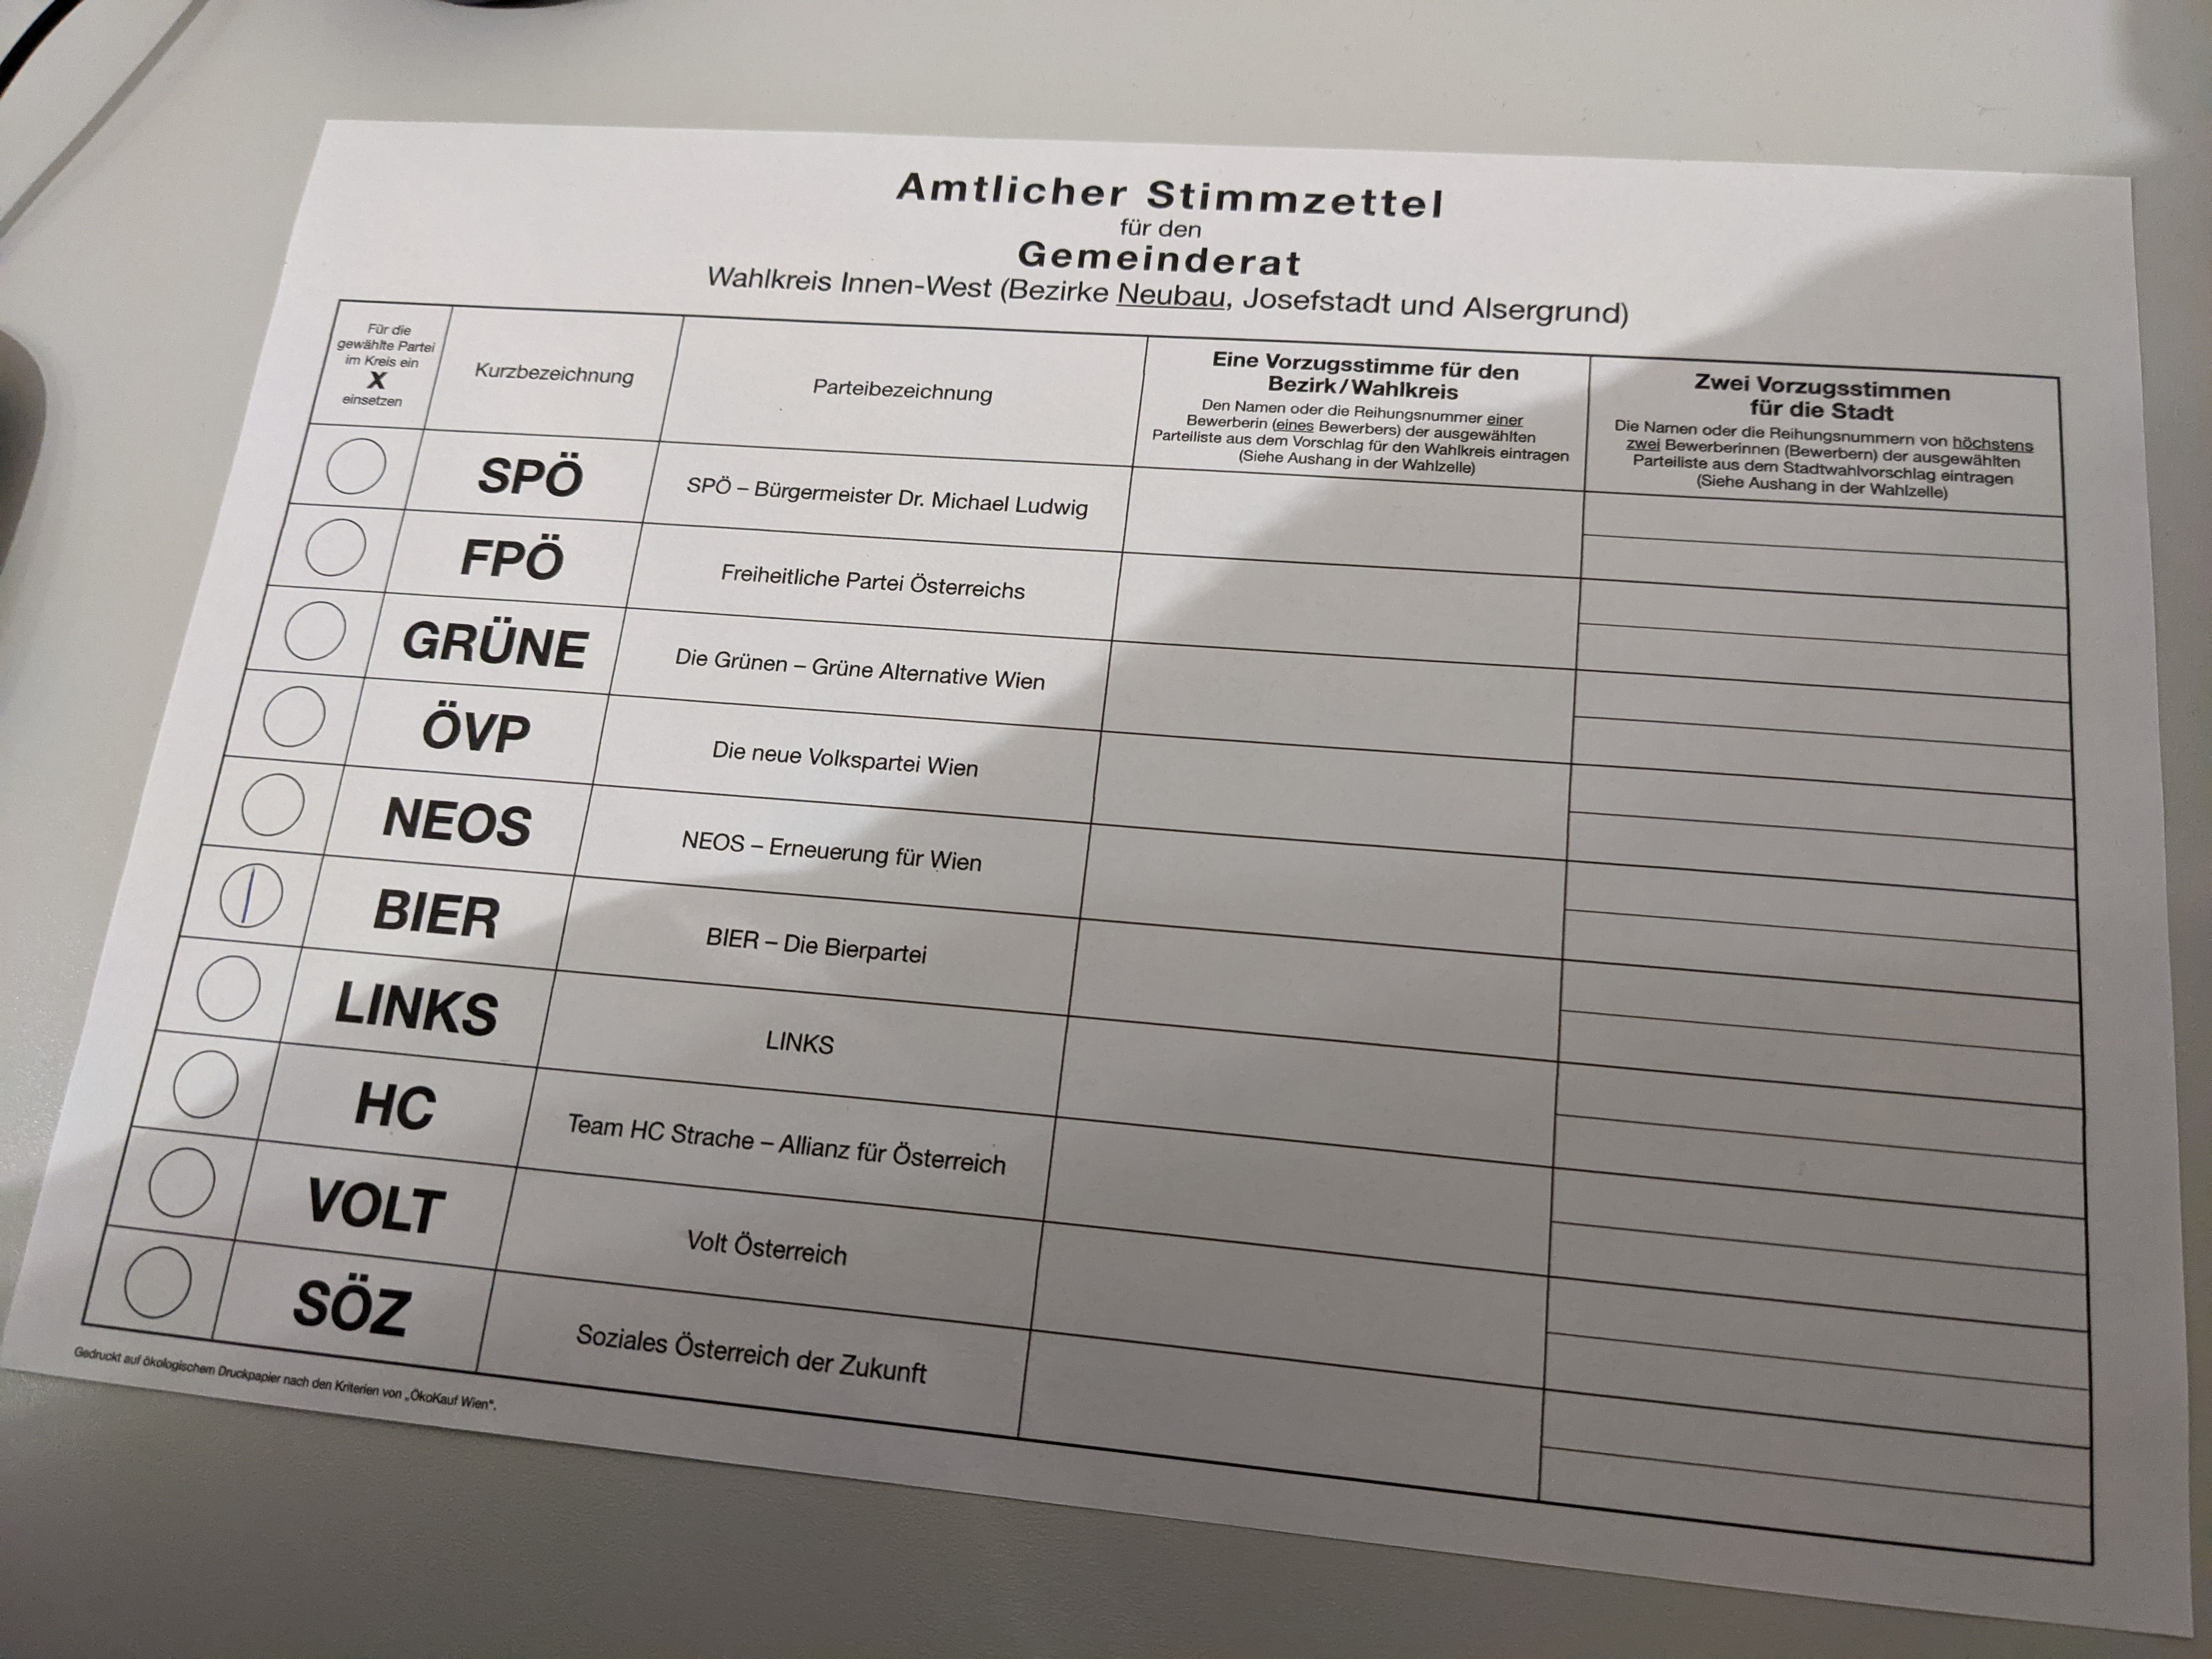 Amtlicher Stimmzettel
für den
Gemeinderat
Wahlkreis Innen-West (Bezirke Neubau, Josefstadt und Alsergrund)
Für die
gewählte Partei
im Kreis ein
X
einsetzen
Kurzbezeichnung
Parteibezeichnung
Eine Vorzugsstimme für den
Bezirk/Wahlkreis
Den Namen oder die Reihungsnummer einer
Bewerberin (eines Bewerbers) der ausgewählten
Parteiliste aus dem Vorschlag für den Wahlkreis eintragen
(Siehe Aushang in der Wahlzelle)
Zwei Vorzugsstimmen
für die Stadt
Die Namen oder die Reihungsnummern von höchstens
zwei Bewerberinnen (Bewerbern) der ausgewählten
Parteiliste aus dem Stadtwahlvorschlag eintragen
(Siehe Aushang in der Wahlzelle)
SPÖ
SPÖ – Bürgermeister Dr. Michael Ludwig
FPÖ
Freiheitliche Partei Österreichs
GRÜNE
Die Grünen – Grüne Alternative Wien
ÖVP
Die neue Volkspartei Wien
NEOS
NEOS – Erneuerung für Wien
BIER
BIER – Die Bierpartei
LINKS
LINKS
HC
Team HC Strache – Allianz für Österreich
VOLT
Volt Österreich
SÖZ
Soziales Österreich der Zukunft
Gedruckt auf ökologischem Druckpapier nach den Kriterien von „ÖkoKauf Wien“.